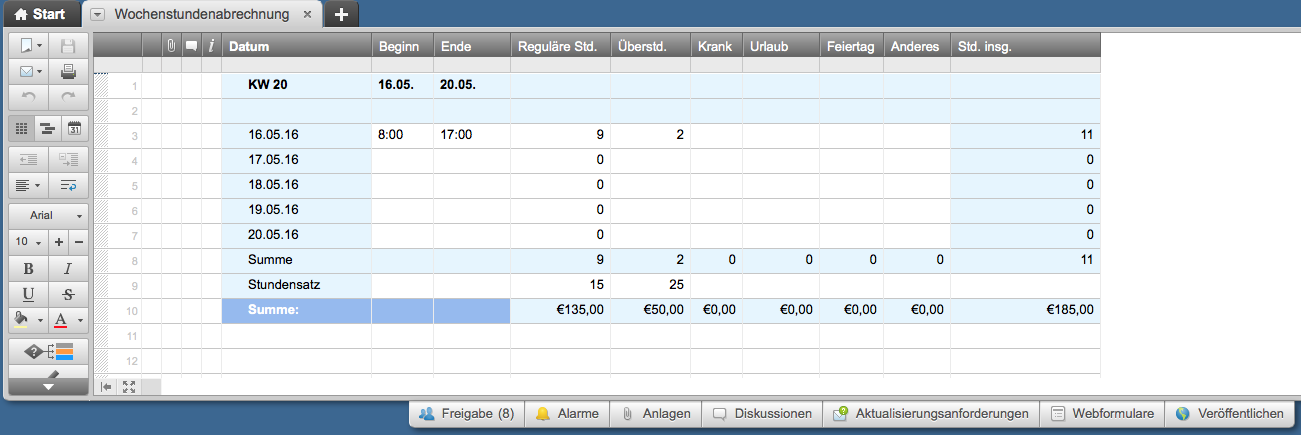 Start Wochenstundenabrechnung × +
Datum Beginn Ende Reguläre Std. Überstd. Krank Urlaub Feiertag Anderes Std. insg.
1 KW 20 16.05. 20.05.
2
3 16.05.16 8:00 17:00 9 2 11
4 17.05.16 0 0
5 18.05.16 0 0
6 19.05.16 0 0
7 20.05.16 0 0
8 Summe 9 2 0 0 0 0 11
9 Stundensatz 15 25
10 Summe: €135,00 €50,00 €0,00 €0,00 €0,00 €0,00 €185,00
11
12
31
Arial
10 + −
B I
U S
A
Freigabe (8) Alarme Anlagen Diskussionen Aktualisierungsanforderungen Webformulare Veröffentlichen